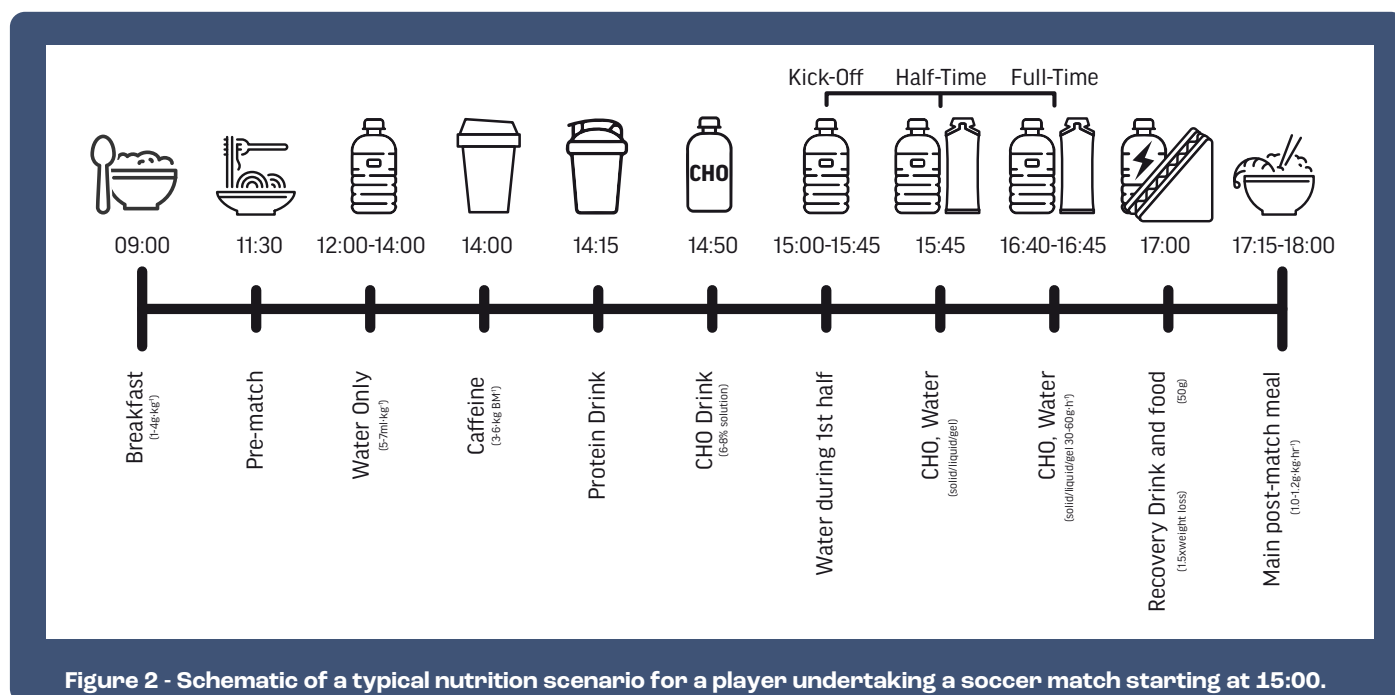 Kick-Off Half-Time Full-Time
CHO
09:00 11:30 12:00-14:00 14:00 14:15 14:50 15:00-15:45 15:45 16:40-16:45 17:00 17:15-18:00
Breakfast
(1-4g·kg⁻¹)
Pre-match
Water Only
(5-7ml·kg⁻¹)
Caffeine
(3-6·kg BM⁻¹)
Protein Drink
CHO Drink
(6-8% solution)
Water during 1st half
CHO, Water
(solid/liquid/gel)
CHO, Water
(solid/liquid/gel 30-60g·h⁻¹)
Recovery Drink and food
(1.5xweight loss) (50g)
Main post-match meal
(1.0-1.2g·kg·hr⁻¹)
Figure 2 - Schematic of a typical nutrition scenario for a player undertaking a soccer match starting at 15:00.